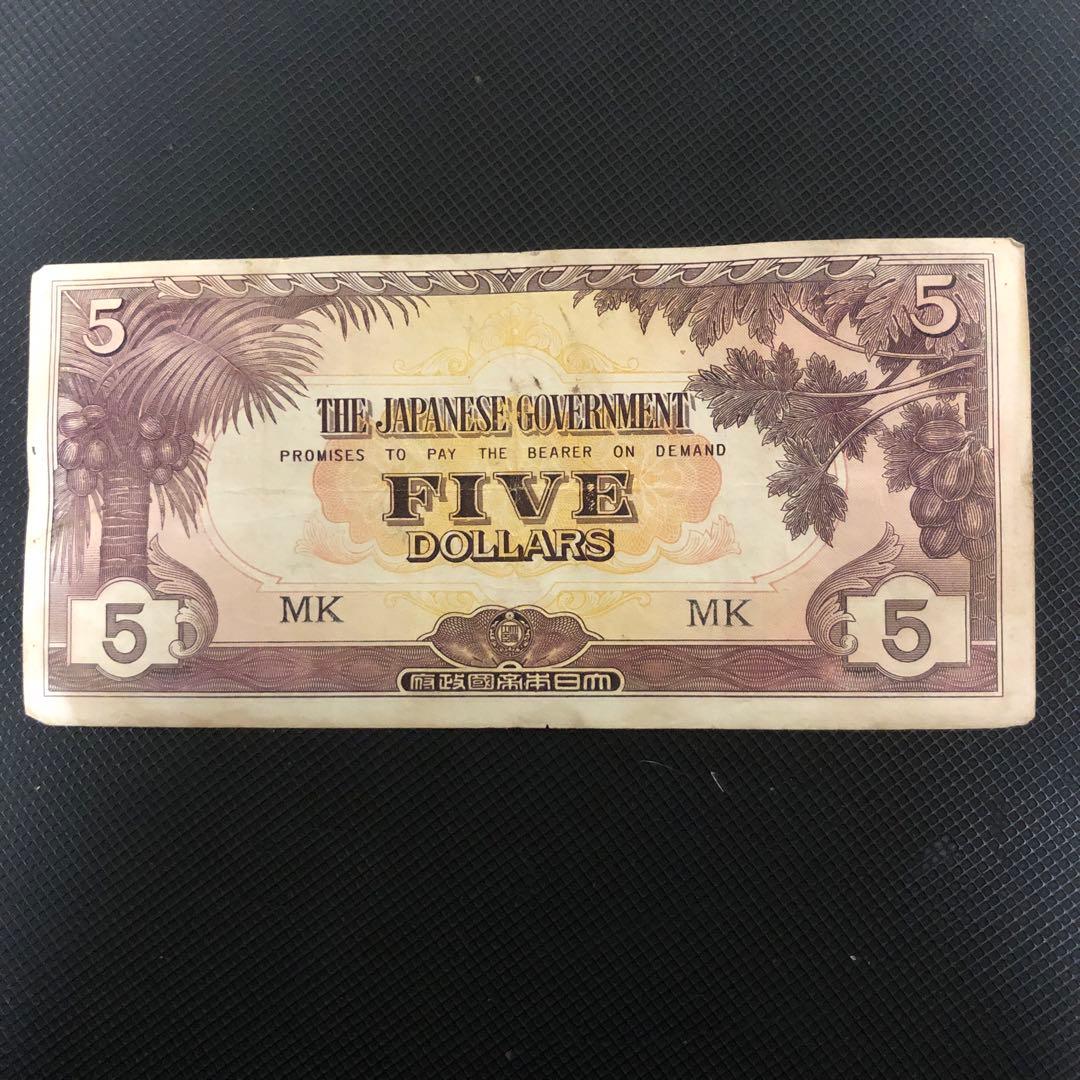 5 5
THE JAPANESE GOVERNMENT
PROMISES TO PAY THE BEARER ON DEMAND
FIVE
DOLLARS
MK MK
5 5
府政國帝本日大